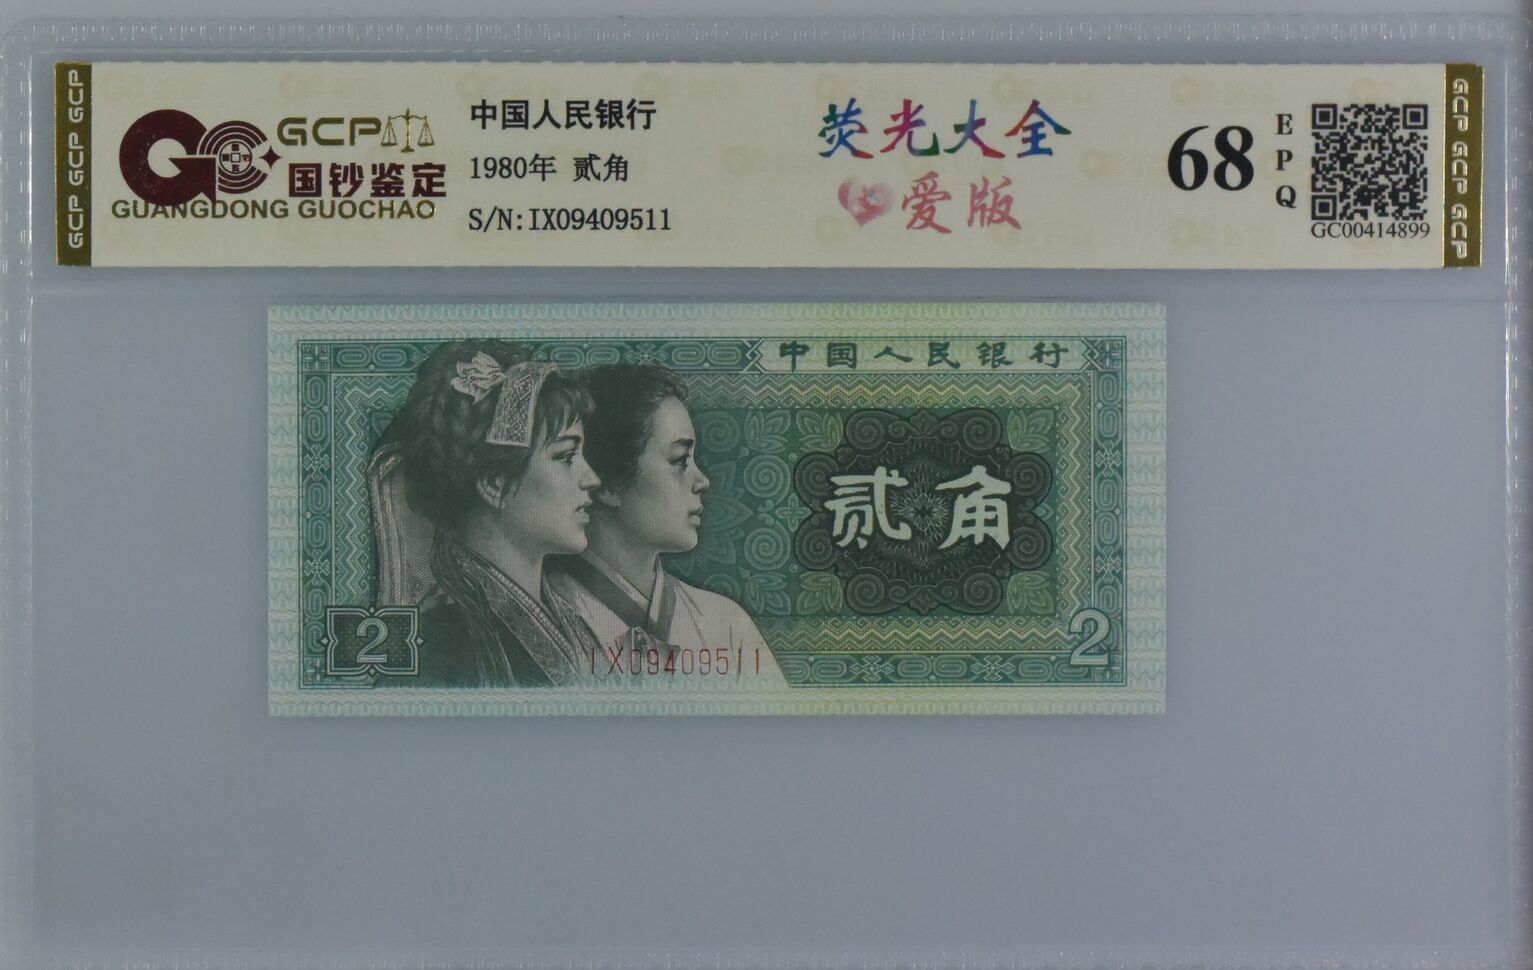 GCP GCP GCP
GCP
国钞鉴定
GUANGDONG GUOCHAO
中国人民银行
1980年 贰角
S/N:IX09409511
荧光大全
心爱版
68
EPQ
GC00414899
GCP GCP GCP
中国人民银行
贰角
2
IX09409511
2